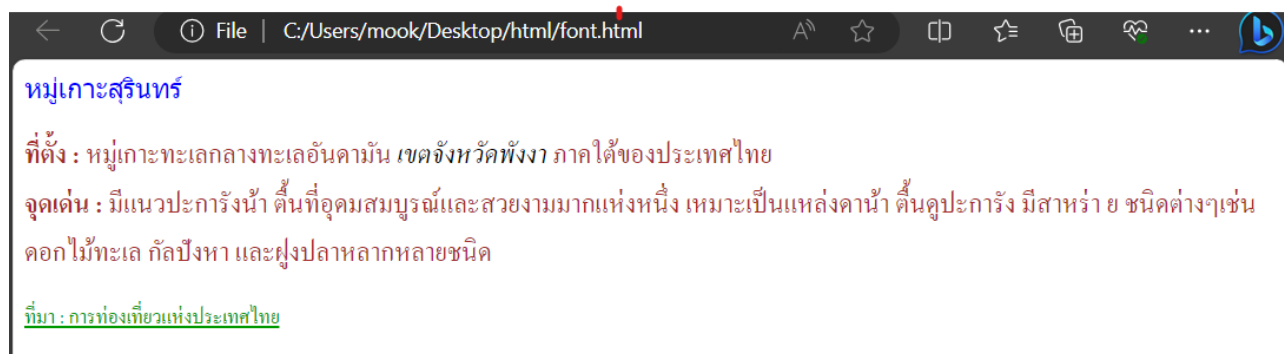 File | C:/Users/mook/Desktop/html/font.html
หมู่เกาะสุรินทร์
ที่ตั้ง : หมู่เกาะทะเลกลางทะเลอันดามัน เขตจังหวัดพังงา ภาคใต้ของประเทศไทย
จุดเด่น : มีแนวปะการังน้า ตื้นที่อุดมสมบูรณ์และสวยงามมากแห่งหนึ่ง เหมาะเป็นแหล่งดาน้า ตื้นดูปะการัง มีสาหร่า ย ชนิดต่างๆเช่น
ดอกไม้ทะเล กัลปังหา และฝูงปลาหลากหลายชนิด
ที่มา : การท่องเที่ยวแห่งประเทศไทย